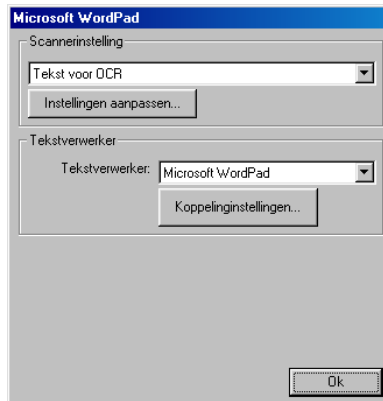 Microsoft WordPad
Scannerinstelling
Tekst voor OCR
Instellingen aanpassen...
Tekstverwerker
Tekstverwerker: Microsoft WordPad
Koppelinginstellingen...
Ok